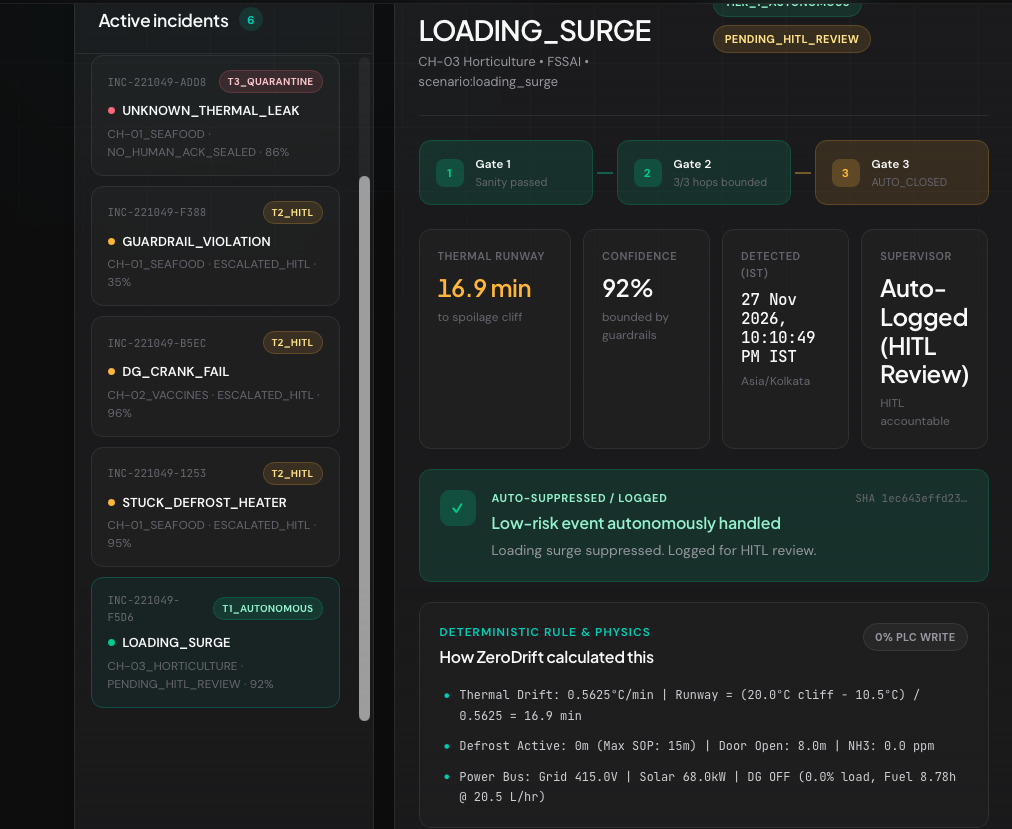 Active incidents 6
INC-221049-ADD8 T3_QUARANTINE
UNKNOWN_THERMAL_LEAK
CH-01_SEAFOOD ·
NO_HUMAN_ACK_SEALED · 86%
INC-221049-F388 T2_HITL
GUARDRAIL_VIOLATION
CH-01_SEAFOOD · ESCALATED_HITL ·
35%
INC-221049-B5EC T2_HITL
DG_CRANK_FAIL
CH-02_VACCINES · ESCALATED_HITL ·
96%
INC-221049-1253 T2_HITL
STUCK_DEFROST_HEATER
CH-01_SEAFOOD · ESCALATED_HITL ·
95%
INC-221049-
F5D6
T1_AUTONOMOUS
LOADING_SURGE
CH-03_HORTICULTURE ·
PENDING_HITL_REVIEW · 92%
LOADING_SURGE
CH-03 Horticulture • FSSAI •
scenario:loading_surge
TIER_1_AUTONOMOUS
PENDING_HITL_REVIEW
1 Gate 1
Sanity passed
2 Gate 2
3/3 hops bounded
3 Gate 3
AUTO_CLOSED
THERMAL RUNWAY
16.9 min
to spoilage cliff
CONFIDENCE
92%
bounded by
guardrails
DETECTED
(IST)
27 Nov
2026,
10:10:49
PM IST
Asia/Kolkata
SUPERVISOR
Auto-
Logged
(HITL
Review)
HITL
accountable
AUTO-SUPPRESSED / LOGGED SHA 1ec643effd23…
Low-risk event autonomously handled
Loading surge suppressed. Logged for HITL review.
DETERMINISTIC RULE & PHYSICS
How ZeroDrift calculated this
0% PLC WRITE
Thermal Drift: 0.5625°C/min | Runway = (20.0°C cliff - 10.5°C) /
0.5625 = 16.9 min
Defrost Active: 0m (Max SOP: 15m) | Door Open: 8.0m | NH3: 0.0 ppm
Power Bus: Grid 415.0V | Solar 68.0kW | DG OFF (0.0% load, Fuel 8.78h
@ 20.5 L/hr)